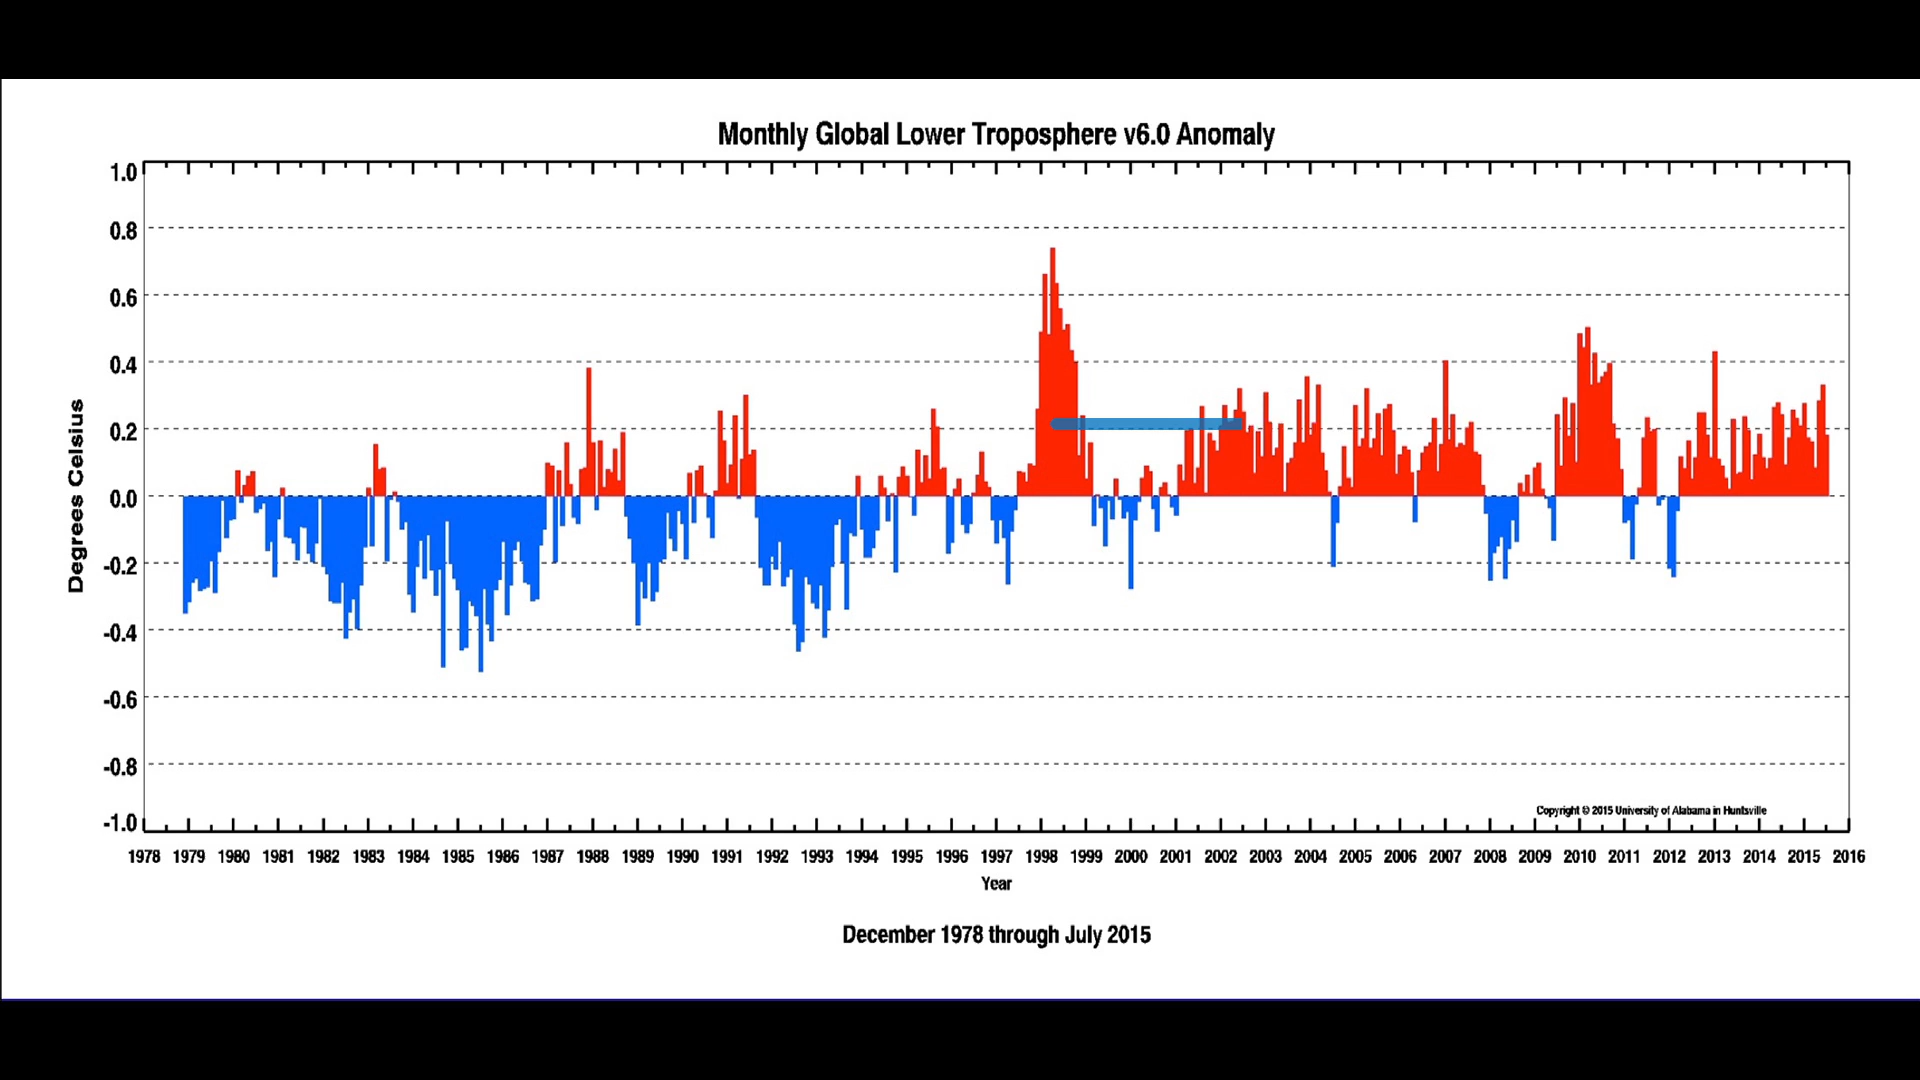 Monthly Global Lower Troposphere v6.0 Anomaly
1.0
0.8
0.6
0.4
0.2
0.0
-0.2
-0.4
-0.6
-0.8
-1.0
Degrees Celsius
Copyright © 2015 University of Alabama in Huntsville
1978 1979 1980 1981 1982 1983 1984 1985 1986 1987 1988 1989 1990 1991 1992 1993 1994 1995 1996 1997 1998 1999 2000 2001 2002 2003 2004 2005 2006 2007 2008 2009 2010 2011 2012 2013 2014 2015 2016
Year
December 1978 through July 2015